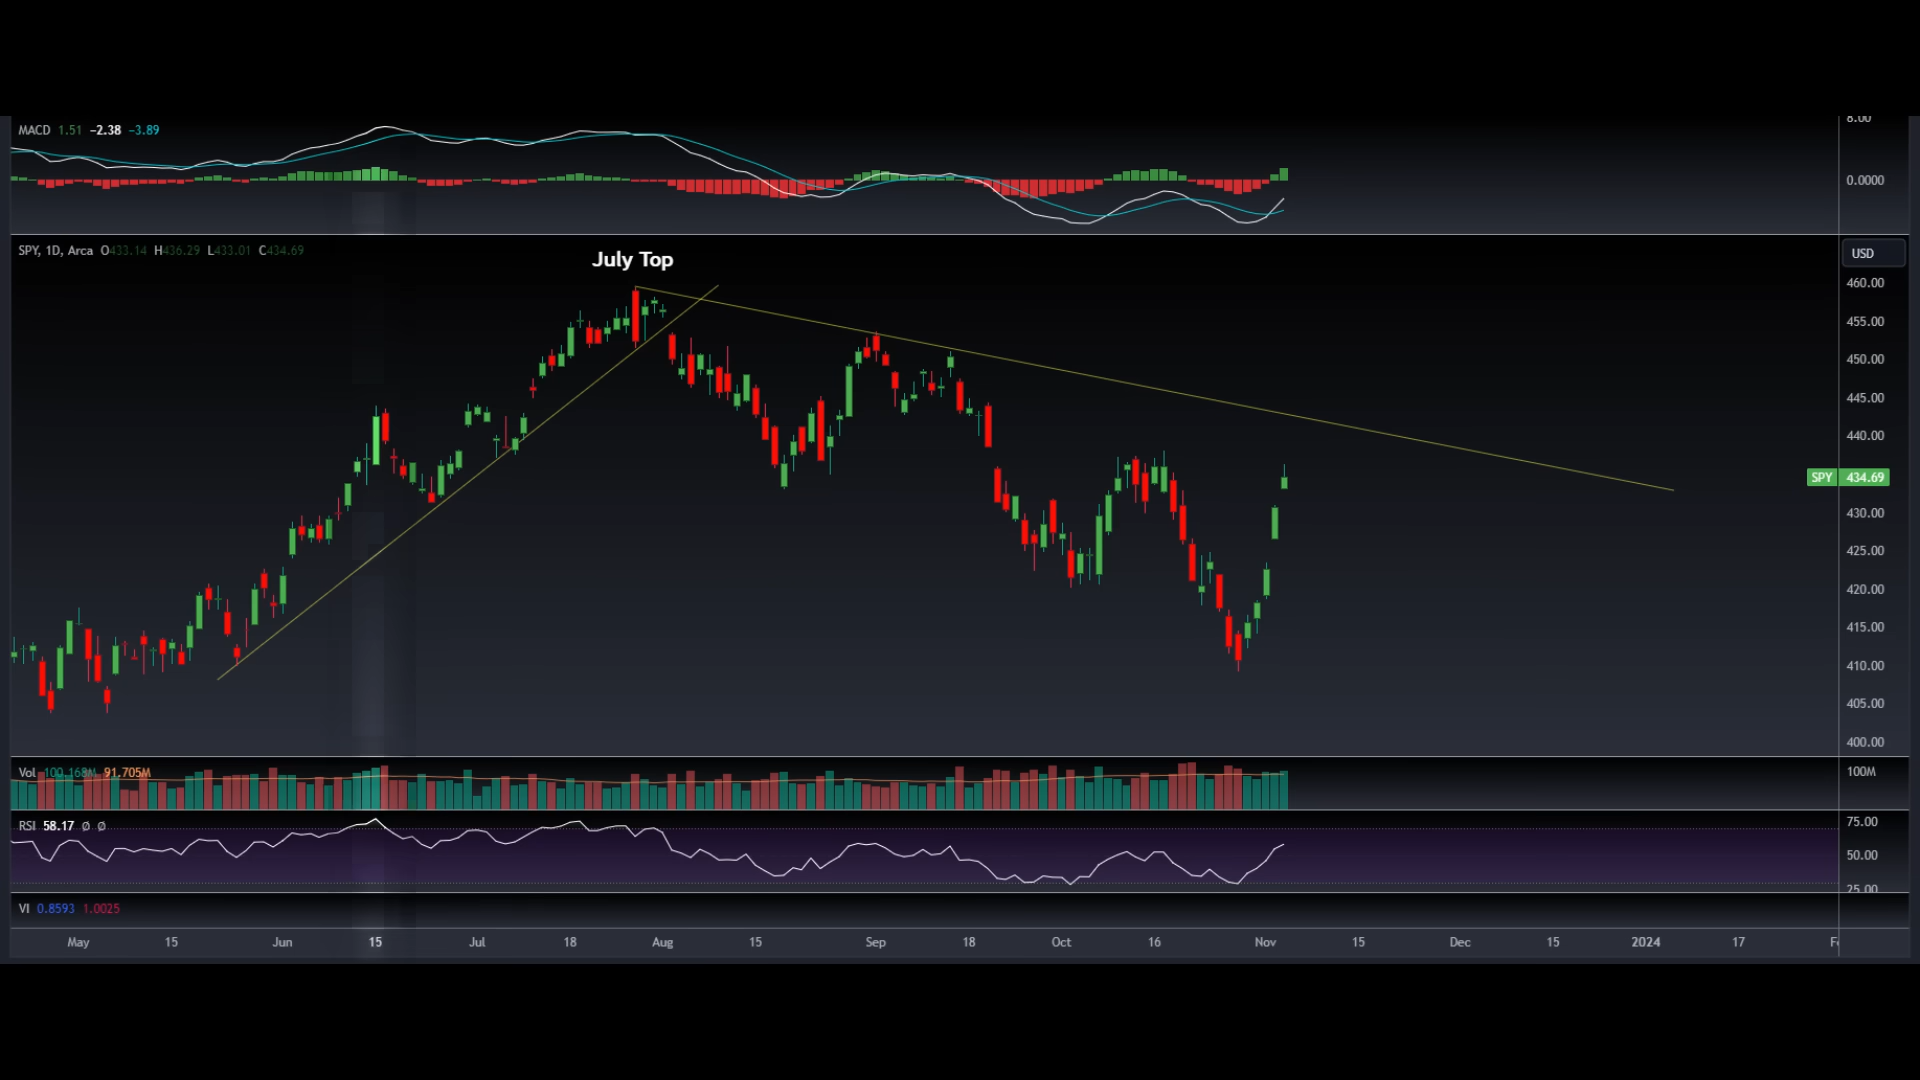 MACD 1.51 −2.38 −3.89
8.00
0.0000
SPY, 1D, Arca O433.14 H436.29 L433.01 C434.69
USD
July Top
460.00
455.00
450.00
445.00
440.00
SPY 434.69
430.00
425.00
420.00
415.00
410.00
405.00
400.00
Vol 100.168M 91.705M
100M
RSI 58.17 Ø Ø
75.00
50.00
25.00
VI 0.8593 1.0025
May 15 Jun 15 Jul 18 Aug 15 Sep 18 Oct 16 Nov 15 Dec 15 2024 17